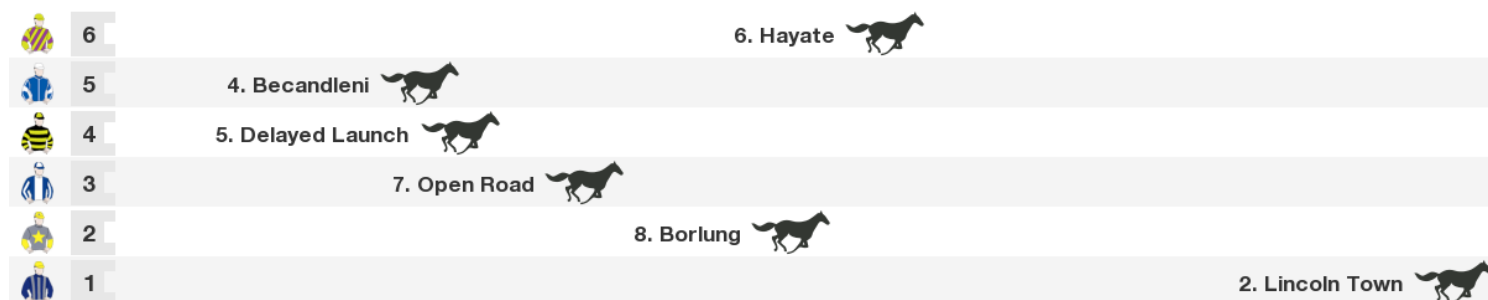 6 6. Hayate
5 4. Becandleni
4 5. Delayed Launch
3 7. Open Road
2 8. Borlung
1 2. Lincoln Town